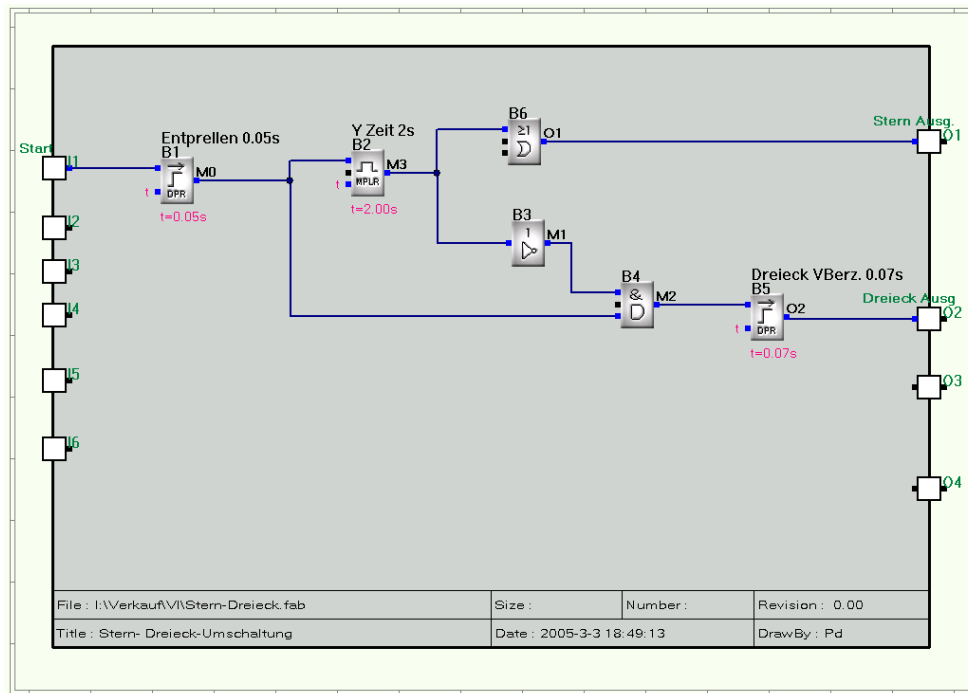 B6
≥1
O1
Stern Ausg.
O1
Entprellen 0.05s
B1
DPR
M0
t
t=0.05s
Y Zeit 2s
B2
MPLR
M3
t
t=2.00s
Start
I1
I2
I3
I4
I5
I6
B3
1
M1
B4
&
M2
Dreieck VBerz. 0.07s
B5
DPR
O2
t
t=0.07s
Dreieck Ausg
O2
O3
O4
File : I:\Verkauf\VI\Stern-Dreieck.fab
Size :
Number :
Revision : 0.00
Title : Stern- Dreieck-Umschaltung
Date : 2005-3-3 18:49:13
DrawBy : Pd